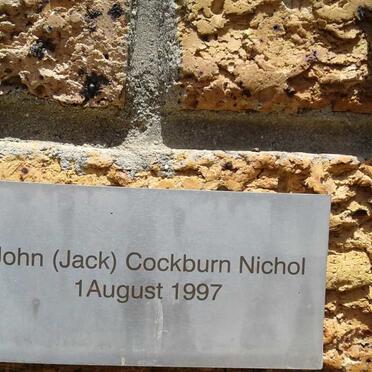 John (Jack) Cockburn Nichol
1August 1997